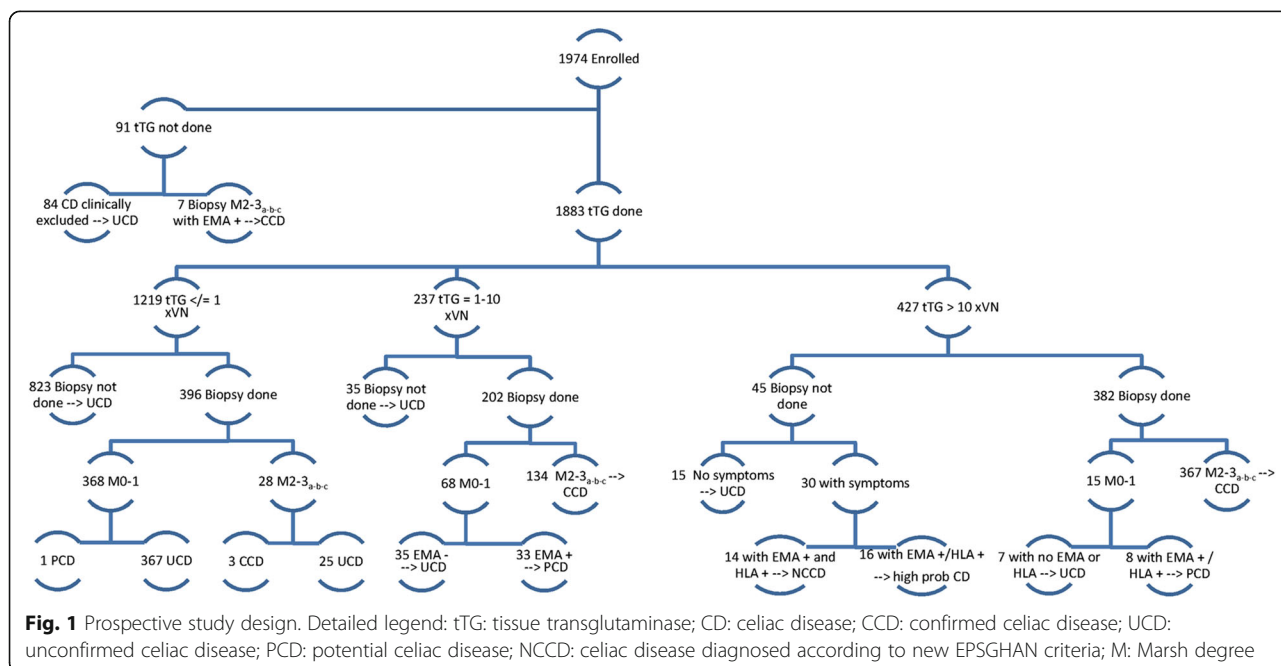 1974 Enrolled
91 tTG not done
84 CD clinically
excluded --> UCD
7 Biopsy M2-3a-b-c
with EMA + -->CCD
1883 tTG done
1219 tTG </= 1
xVN
237 tTG = 1-10
xVN
427 tTG > 10 xVN
823 Biopsy not
done --> UCD
396 Biopsy done
35 Biopsy not
done --> UCD
202 Biopsy done
45 Biopsy not
done
382 Biopsy done
368 M0-1
28 M2-3a-b-c
68 M0-1
134 M2-3a-b-c -->
CCD
15 No symptoms
--> UCD
30 with symptoms
15 M0-1
367 M2-3a-b-c -->
CCD
1 PCD
367 UCD
3 CCD
25 UCD
35 EMA -
--> UCD
33 EMA +
--> PCD
14 with EMA + and
HLA + --> NCCD
16 with EMA +/HLA +
--> high prob CD
7 with no EMA or
HLA --> UCD
8 with EMA + /
HLA + --> PCD
Fig. 1 Prospective study design. Detailed legend: tTG: tissue transglutaminase; CD: celiac disease; CCD: confirmed celiac disease; UCD:
unconfirmed celiac disease; PCD: potential celiac disease; NCCD: celiac disease diagnosed according to new EPSGHAN criteria; M: Marsh degree